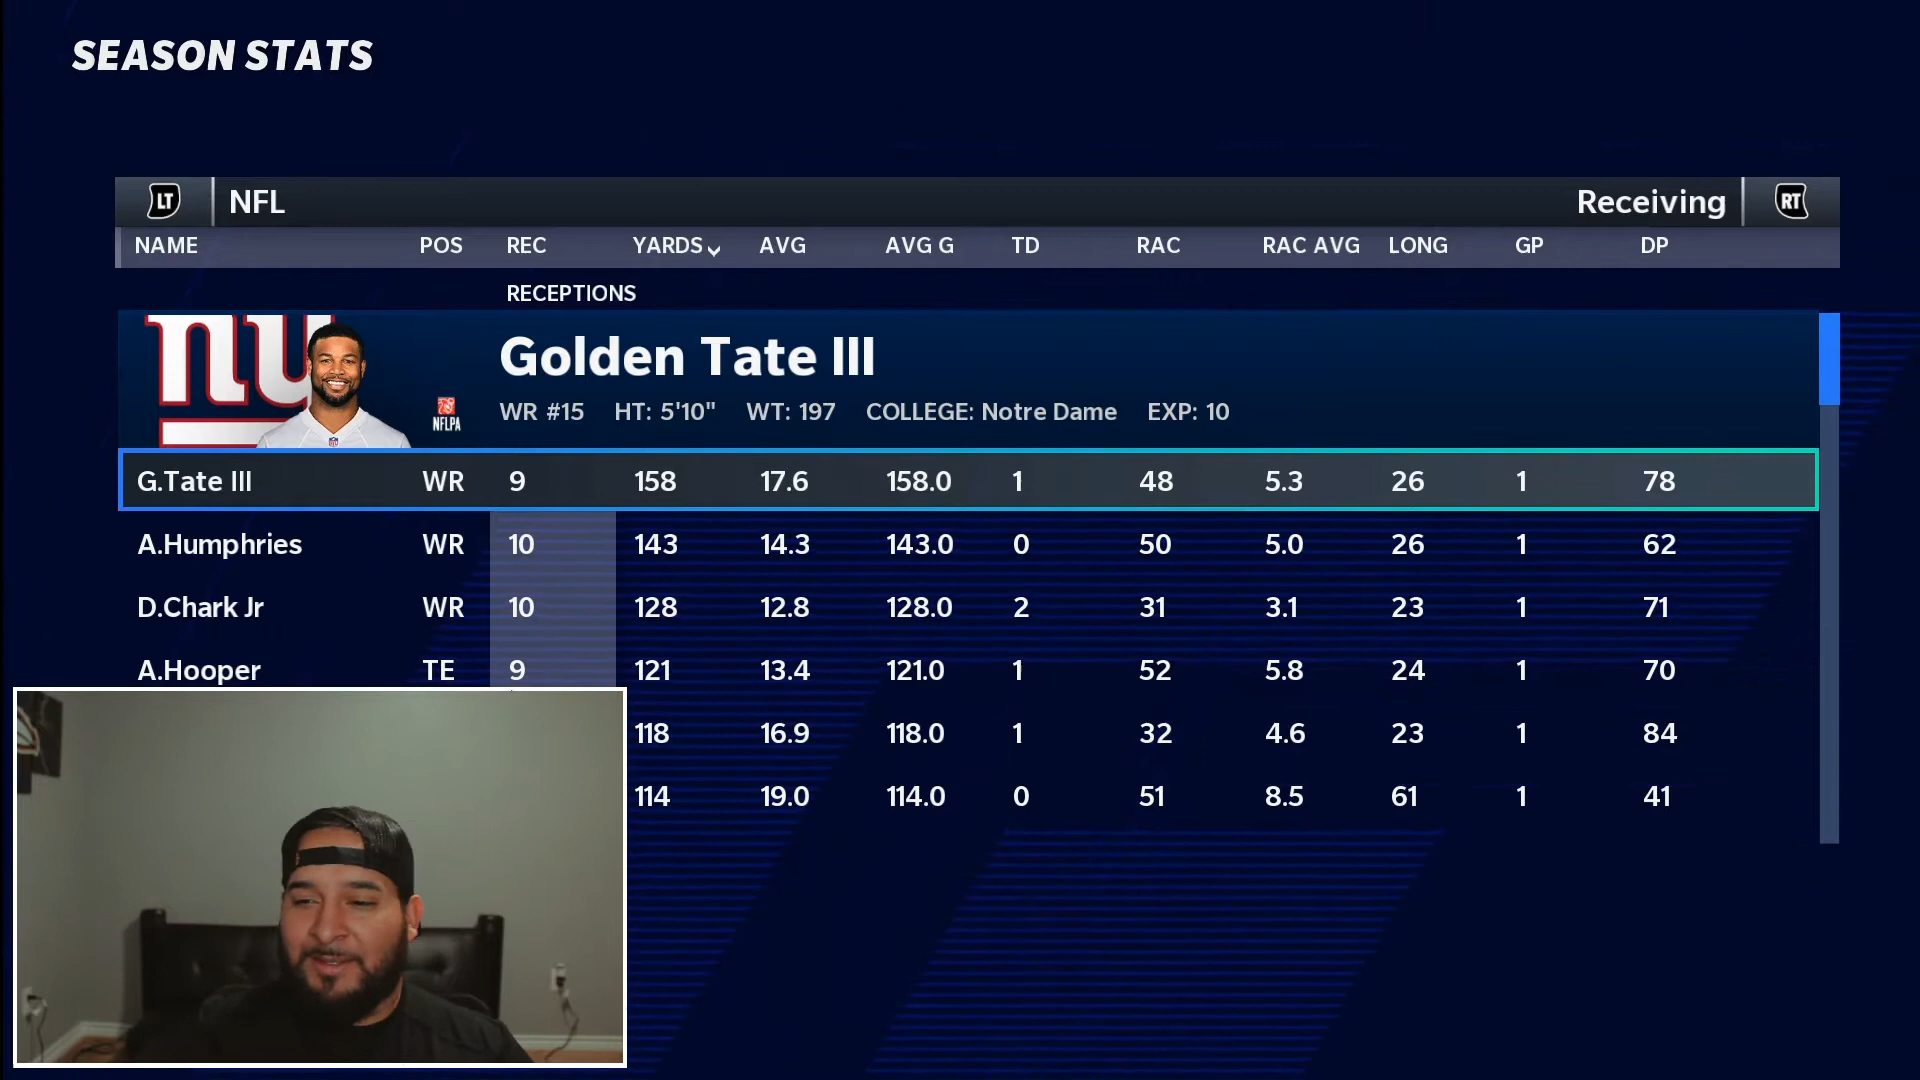 SEASON STATS
LT NFL Receiving RT
NAME POS REC YARDS AVG AVG G TD RAC RAC AVG LONG GP DP
RECEPTIONS
ny
Golden Tate III
NFLPA
WR #15 HT: 5'10" WT: 197 COLLEGE: Notre Dame EXP: 10
G.Tate III WR 9 158 17.6 158.0 1 48 5.3 26 1 78
A.Humphries WR 10 143 14.3 143.0 0 50 5.0 26 1 62
D.Chark Jr WR 10 128 12.8 128.0 2 31 3.1 23 1 71
A.Hooper TE 9 121 13.4 121.0 1 52 5.8 24 1 70
118 16.9 118.0 1 32 4.6 23 1 84
114 19.0 114.0 0 51 8.5 61 1 41